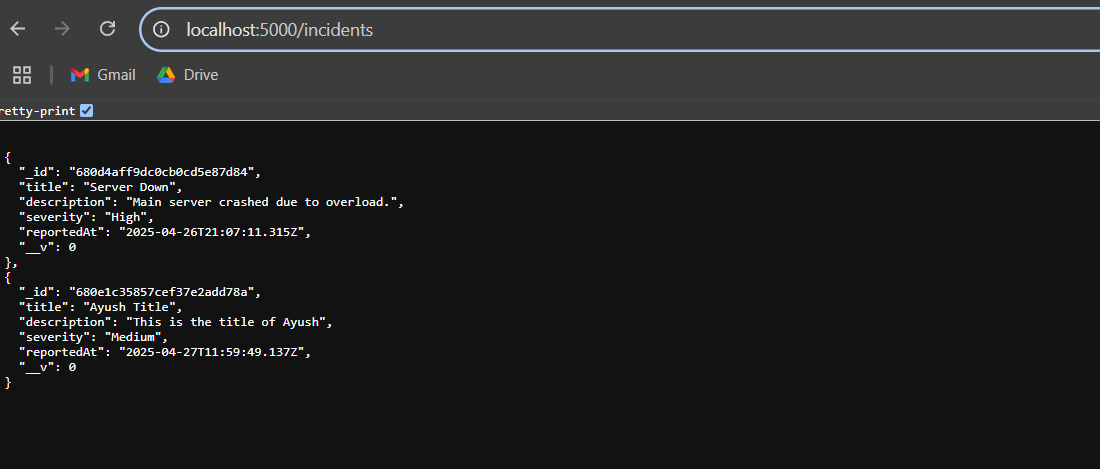 localhost:5000/incidents
Gmail Drive
retty-print
{
"_id": "680d4aff9dc0cb0cd5e87d84",
"title": "Server Down",
"description": "Main server crashed due to overload.",
"severity": "High",
"reportedAt": "2025-04-26T21:07:11.315Z",
"__v": 0
},
{
"_id": "680e1c35857cef37e2add78a",
"title": "Ayush Title",
"description": "This is the title of Ayush",
"severity": "Medium",
"reportedAt": "2025-04-27T11:59:49.137Z",
"__v": 0
}